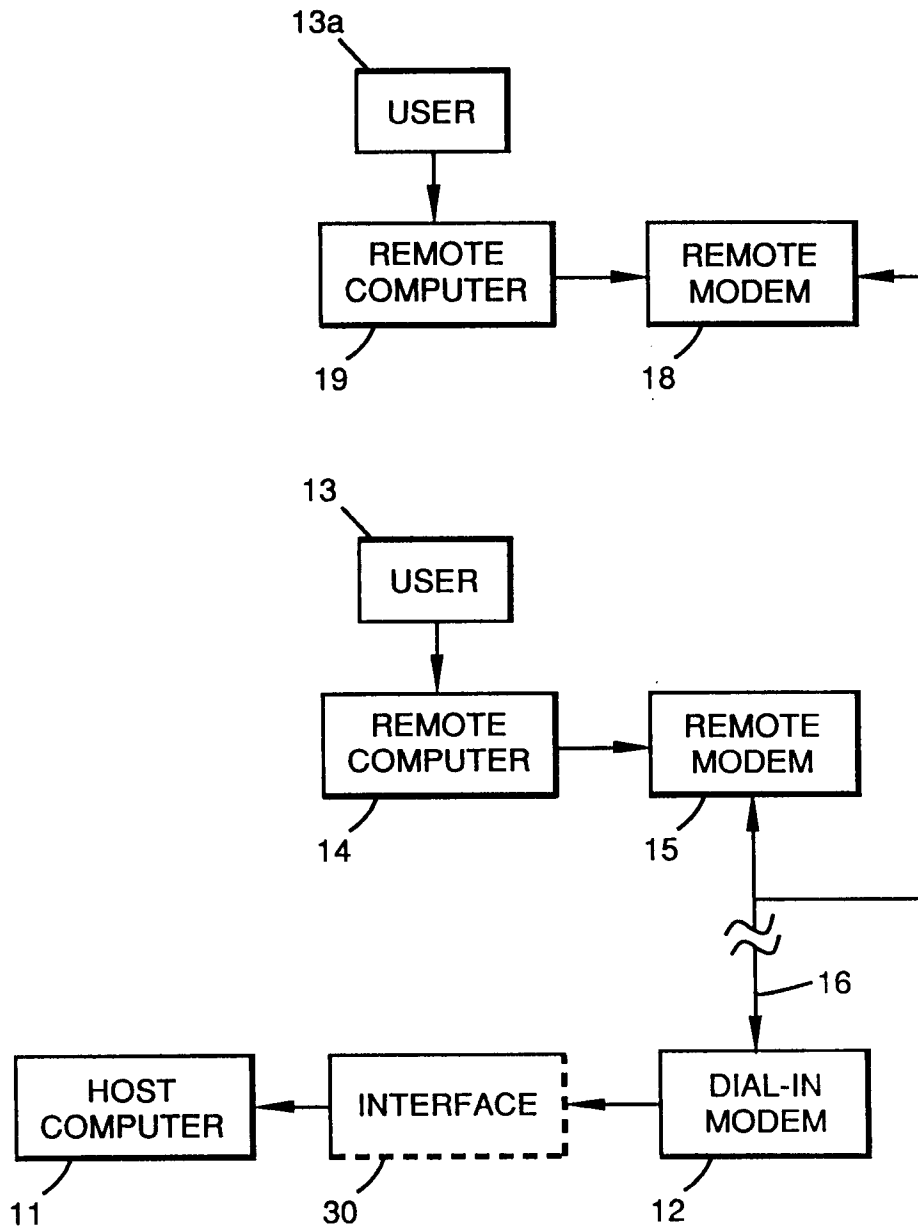 13a
USER
REMOTE
COMPUTER
19
REMOTE
MODEM
18
13
USER
REMOTE
COMPUTER
14
REMOTE
MODEM
15
16
HOST
COMPUTER
11
INTERFACE
30
DIAL-IN
MODEM
12